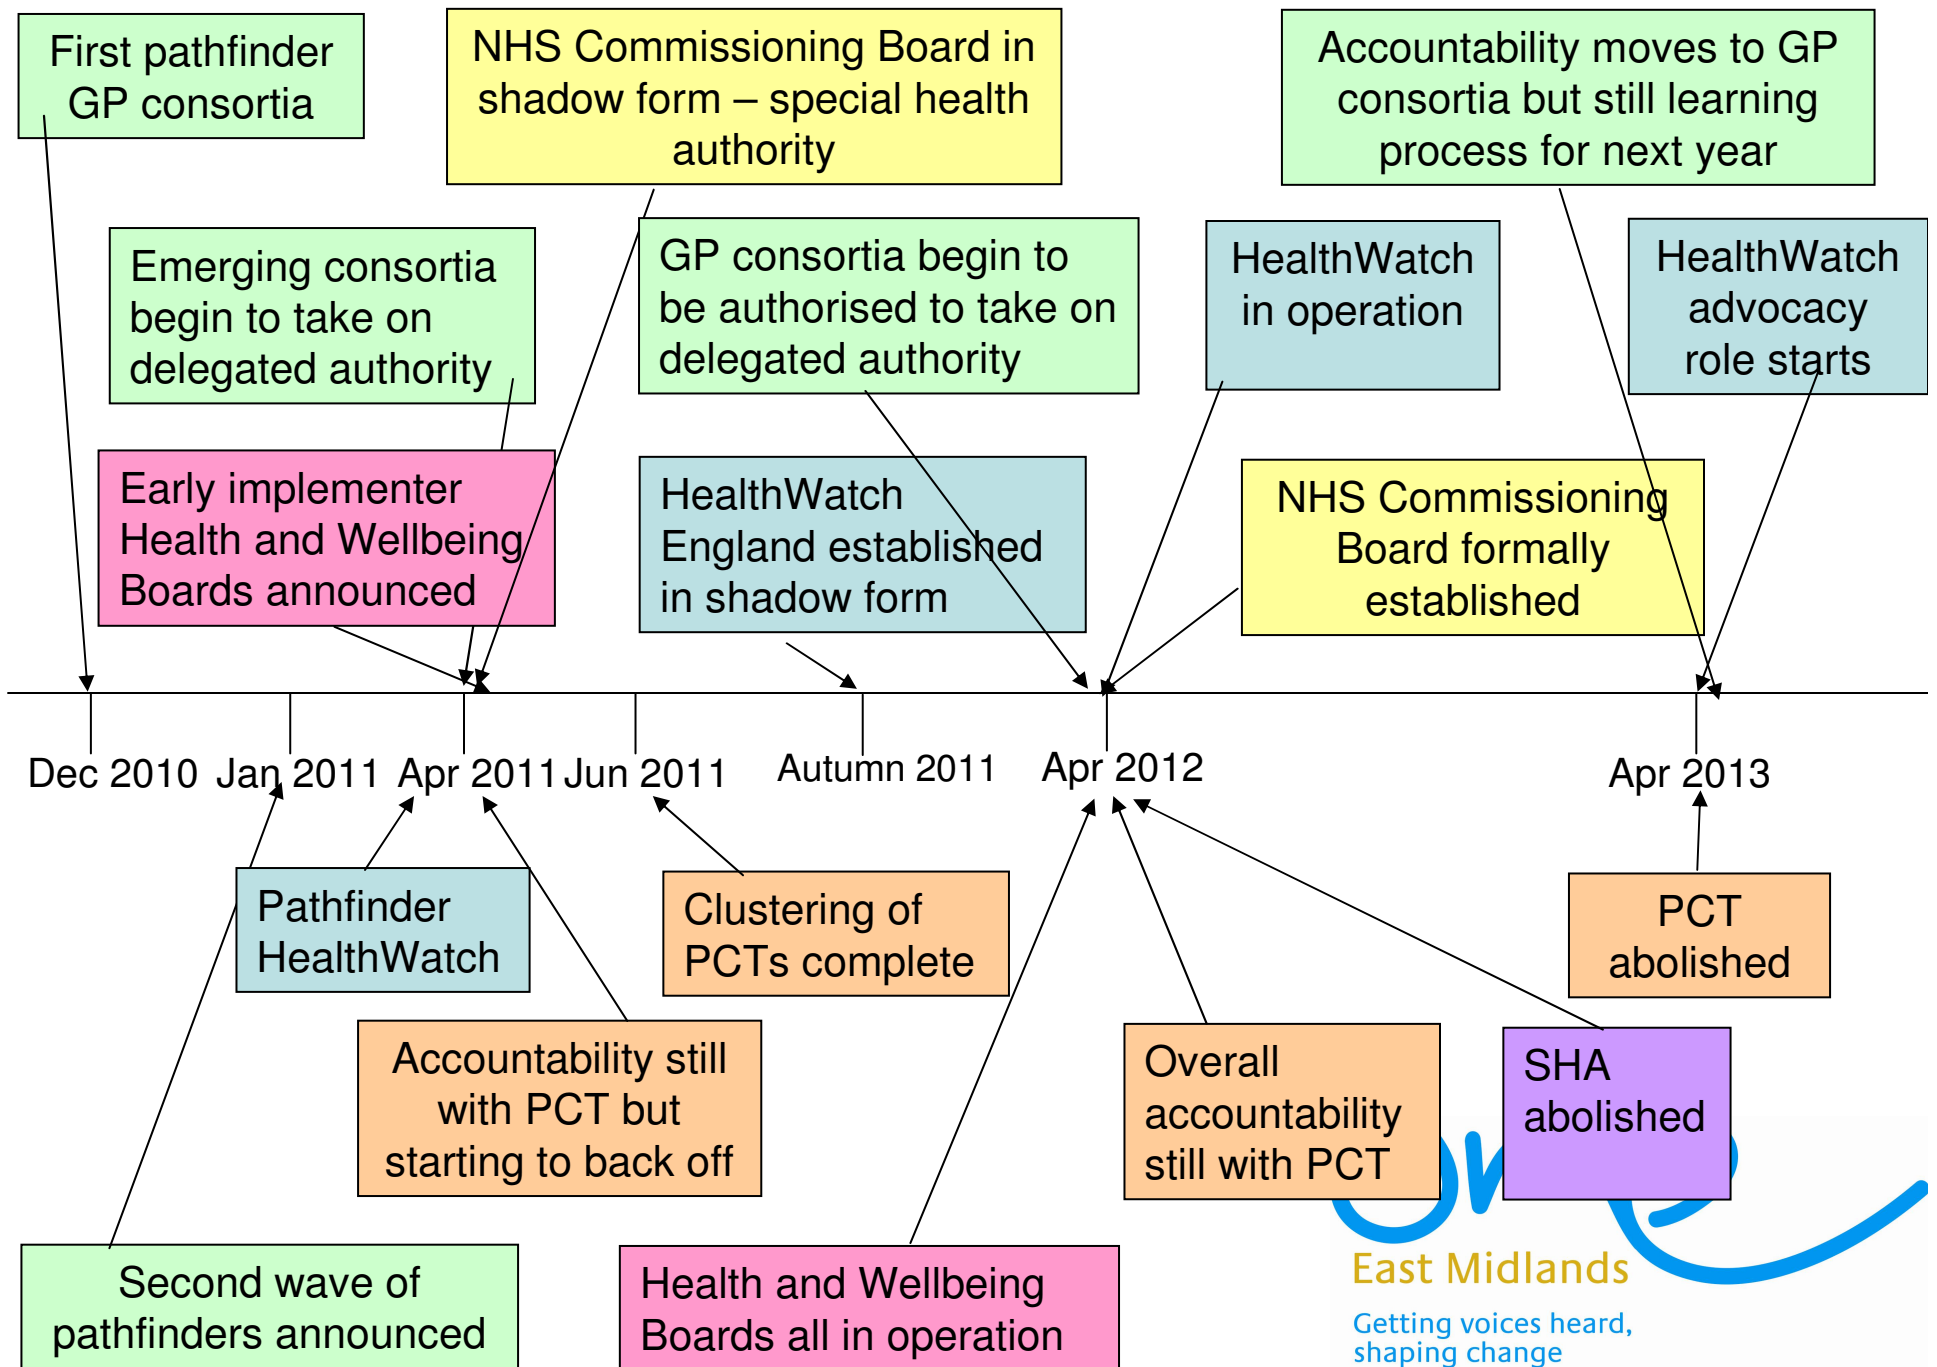 First pathfinder
GP consortia
NHS Commissioning Board in
shadow form – special health
authority
Accountability moves to GP
consortia but still learning
process for next year
Emerging consortia
begin to take on
delegated authority
GP consortia begin to
be authorised to take on
delegated authority
HealthWatch
in operation
HealthWatch
advocacy
role starts
Early implementer
Health and Wellbeing
Boards announced
HealthWatch
England established
in shadow form
NHS Commissioning
Board formally
established
Dec 2010 Jan 2011 Apr 2011 Jun 2011 Autumn 2011 Apr 2012 Apr 2013
Pathfinder
HealthWatch
Clustering of
PCTs complete
PCT
abolished
Accountability still
with PCT but
starting to back off
Overall
accountability
still with PCT
SHA
abolished
Second wave of
pathfinders announced
Health and Wellbeing
Boards all in operation
East Midlands
Getting voices heard,
shaping change